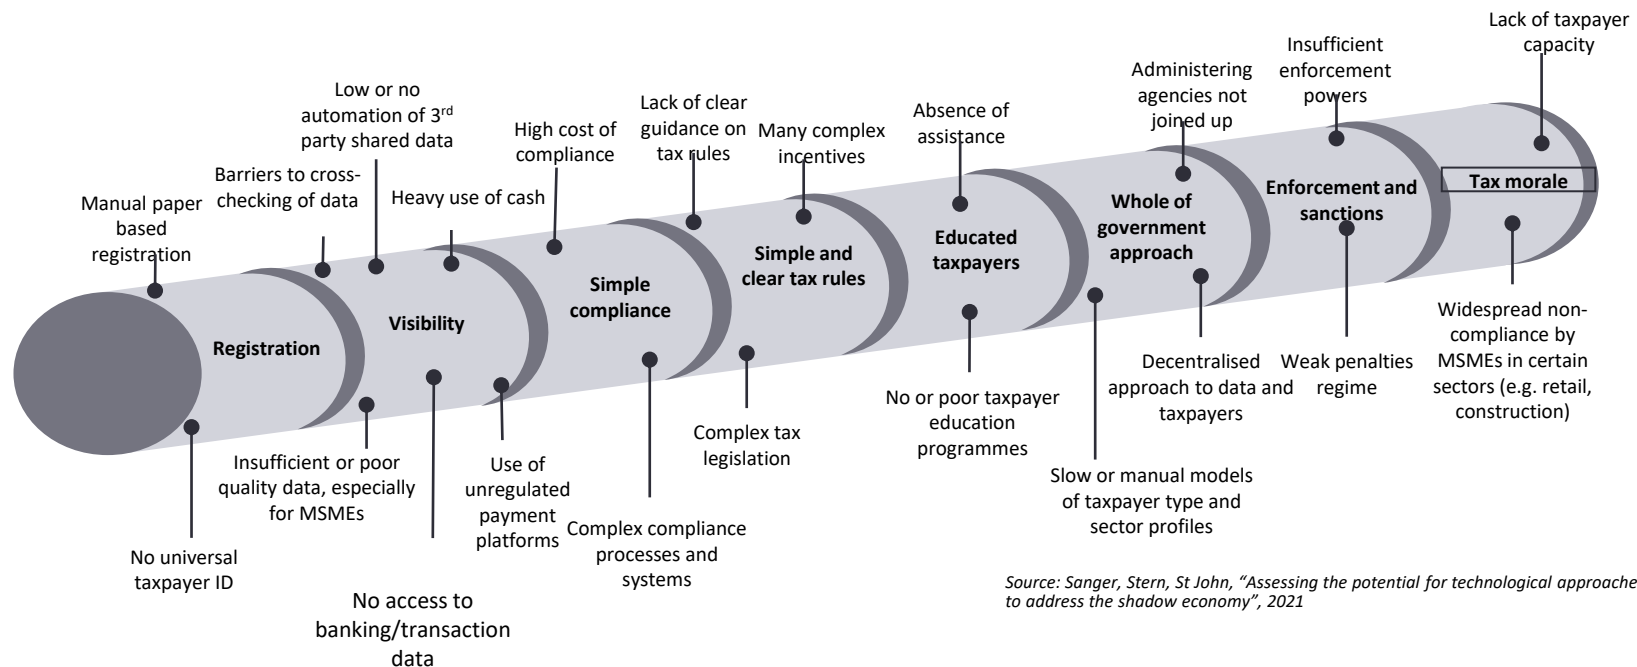 Manual paper
based
registration
No universal
taxpayer ID
Registration
Barriers to cross-
checking of data
Low or no
automation of 3rd
party shared data
Heavy use of cash
Visibility
Insufficient or poor
quality data, especially
for MSMEs
No access to
banking/transaction
data
Use of
unregulated
payment
platforms
High cost of
compliance
Simple
compliance
Complex compliance
processes and
systems
Lack of clear
guidance on
tax rules
Many complex
incentives
Simple and
clear tax rules
Complex tax
legislation
Absence of
assistance
Educated
taxpayers
No or poor taxpayer
education
programmes
Administering
agencies not
joined up
Whole of
government
approach
Slow or manual models
of taxpayer type and
sector profiles
Decentralised
approach to data and
taxpayers
Insufficient
enforcement
powers
Enforcement and
sanctions
Weak penalties
regime
Lack of taxpayer
capacity
Tax morale
Widespread non-
compliance by
MSMEs in certain
sectors (e.g. retail,
construction)
Source: Sanger, Stern, St John, “Assessing the potential for technological approache
to address the shadow economy”, 2021